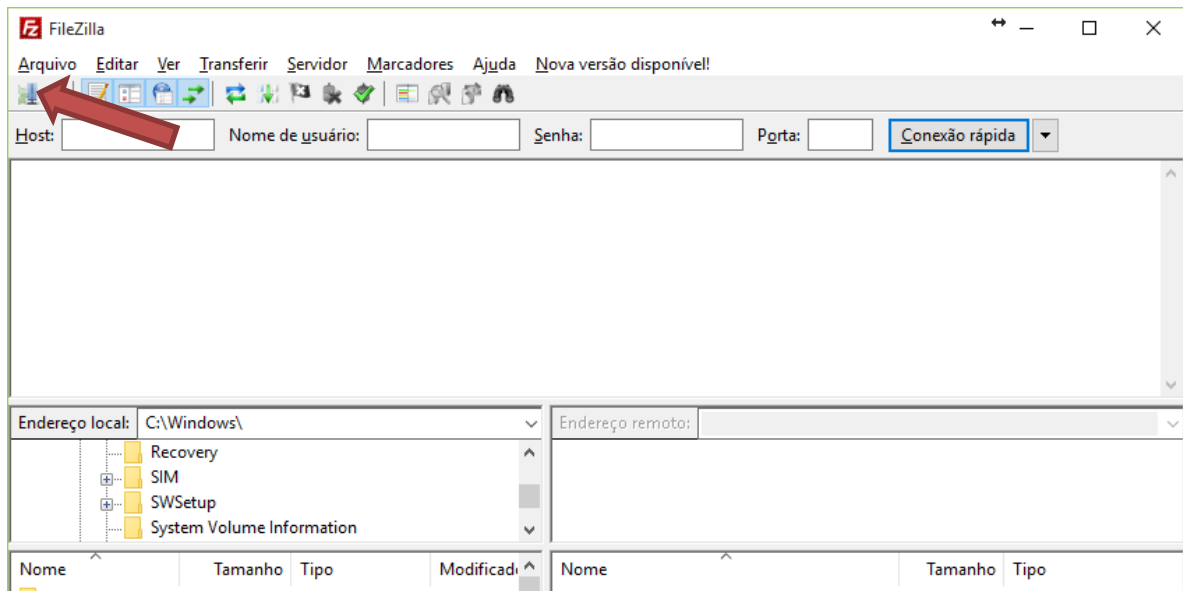 FileZilla
Arquivo Editar Ver Transferir Servidor Marcadores Ajuda Nova versão disponível!
Host: Nome de usuário: Senha: Porta: Conexão rápida
Endereço local: C:\Windows\ Endereço remoto:
Recovery
SIM
SWSetup
System Volume Information
Nome Tamanho Tipo Modificad Nome Tamanho Tipo